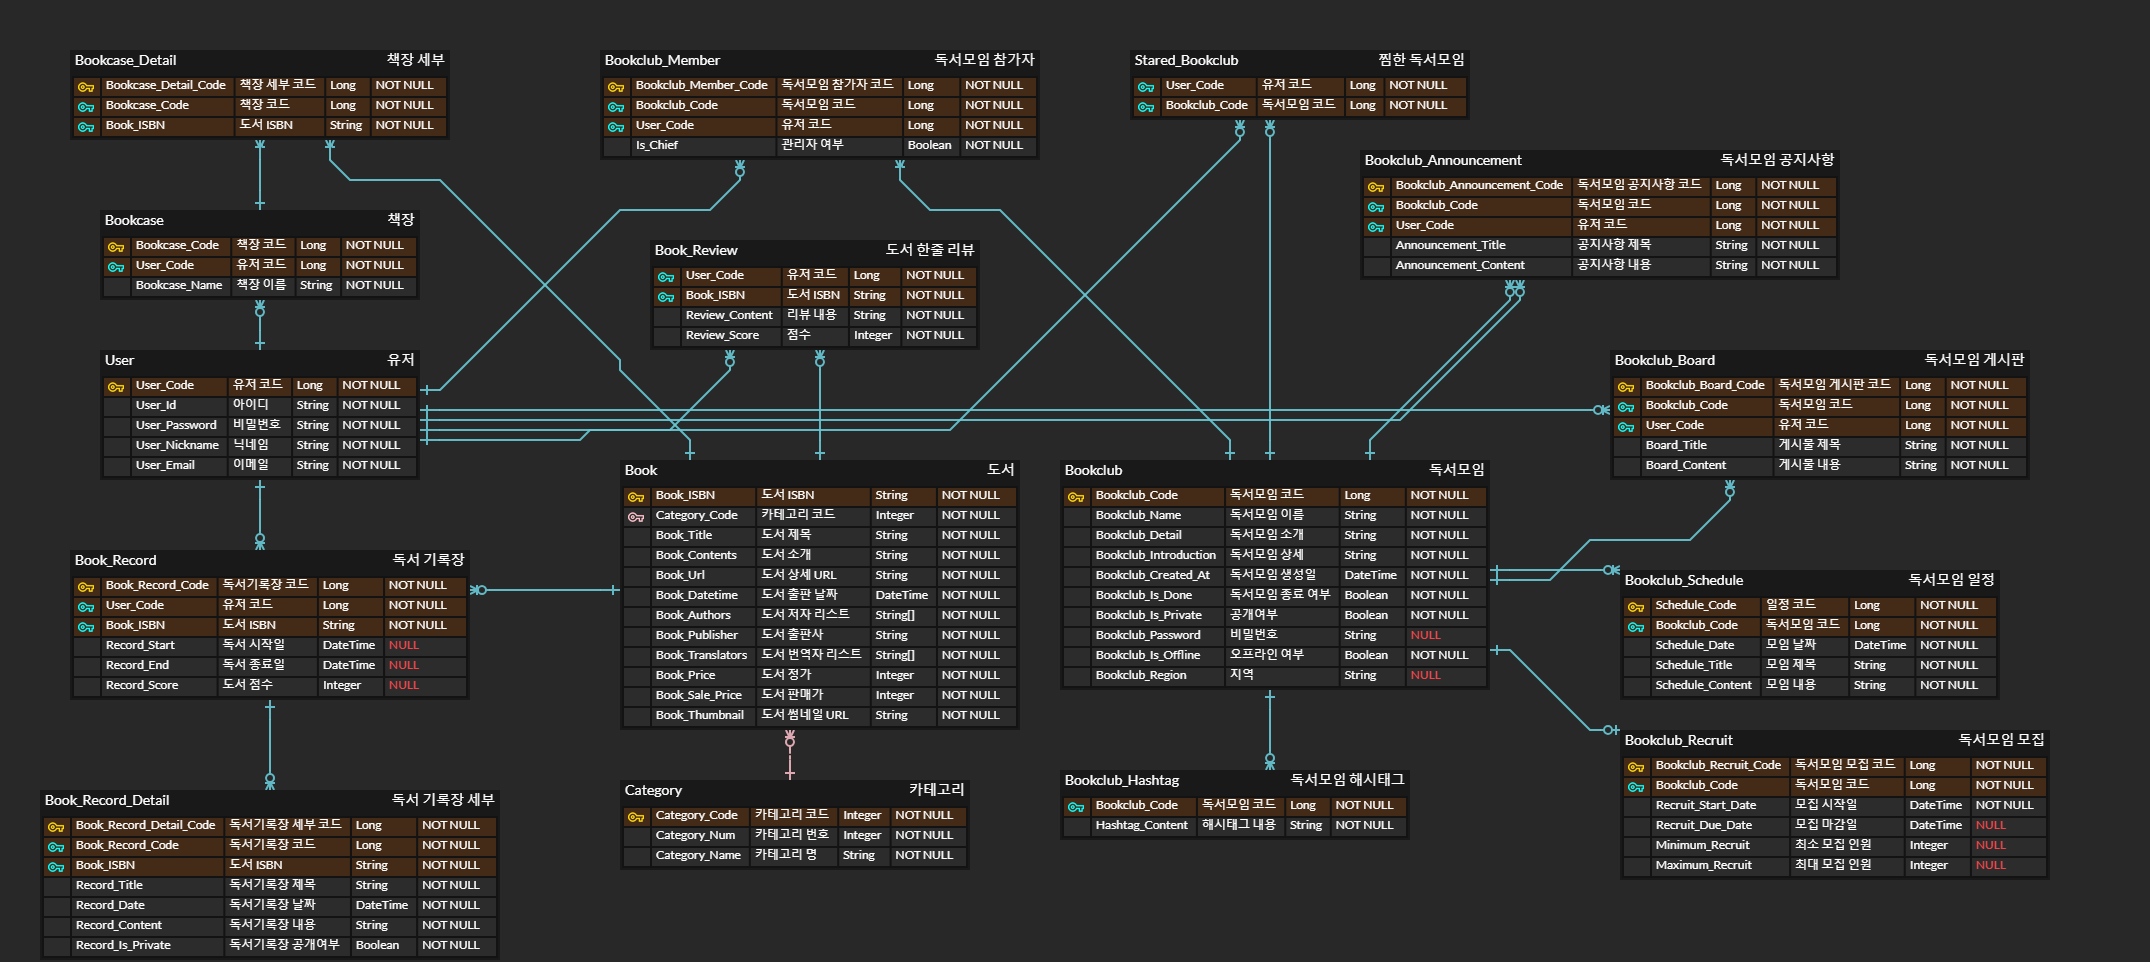 Bookcase_Detail 책장 세부
Bookcase_Detail_Code 책장 세부 코드 Long NOT NULL
Bookcase_Code 책장 코드 Long NOT NULL
Book_ISBN 도서 ISBN String NOT NULL
Bookclub_Member 독서모임 참가자
Bookclub_Member_Code 독서모임 참가자 코드 Long NOT NULL
Bookclub_Code 독서모임 코드 Long NOT NULL
User_Code 유저 코드 Long NOT NULL
Is_Chief 관리자 여부 Boolean NOT NULL
Stared_Bookclub 찜한 독서모임
User_Code 유저 코드 Long NOT NULL
Bookclub_Code 독서모임 코드 Long NOT NULL
Bookclub_Announcement 독서모임 공지사항
Bookclub_Announcement_Code 독서모임 공지사항 코드 Long NOT NULL
Bookclub_Code 독서모임 코드 Long NOT NULL
User_Code 유저 코드 Long NOT NULL
Announcement_Title 공지사항 제목 String NOT NULL
Announcement_Content 공지사항 내용 String NOT NULL
Bookcase 책장
Bookcase_Code 책장 코드 Long NOT NULL
User_Code 유저 코드 Long NOT NULL
Bookcase_Name 책장 이름 String NOT NULL
Book_Review 도서 한줄 리뷰
User_Code 유저 코드 Long NOT NULL
Book_ISBN 도서 ISBN String NOT NULL
Review_Content 리뷰 내용 String NOT NULL
Review_Score 점수 Integer NOT NULL
User 유저
User_Code 유저 코드 Long NOT NULL
User_Id 아이디 String NOT NULL
User_Password 비밀번호 String NOT NULL
User_Nickname 닉네임 String NOT NULL
User_Email 이메일 String NOT NULL
Bookclub_Board 독서모임 게시판
Bookclub_Board_Code 독서모임 게시판 코드 Long NOT NULL
Bookclub_Code 독서모임 코드 Long NOT NULL
User_Code 유저 코드 Long NOT NULL
Board_Title 게시물 제목 String NOT NULL
Board_Content 게시물 내용 String NOT NULL
Book 도서
Book_ISBN 도서 ISBN String NOT NULL
Category_Code 카테고리 코드 Integer NOT NULL
Book_Title 도서 제목 String NOT NULL
Book_Contents 도서 소개 String NOT NULL
Book_Url 도서 상세 URL String NOT NULL
Book_Datetime 도서 출판 날짜 DateTime NOT NULL
Book_Authors 도서 저자 리스트 String[] NOT NULL
Book_Publisher 도서 출판사 String NOT NULL
Book_Translators 도서 번역자 리스트 String[] NOT NULL
Book_Price 도서 정가 Integer NOT NULL
Book_Sale_Price 도서 판매가 Integer NOT NULL
Book_Thumbnail 도서 썸네일 URL String NOT NULL
Bookclub 독서모임
Bookclub_Code 독서모임 코드 Long NOT NULL
Bookclub_Name 독서모임 이름 String NOT NULL
Bookclub_Detail 독서모임 소개 String NOT NULL
Bookclub_Introduction 독서모임 상세 String NOT NULL
Bookclub_Created_At 독서모임 생성일 DateTime NOT NULL
Bookclub_Is_Done 독서모임 종료 여부 Boolean NOT NULL
Bookclub_Is_Private 공개여부 Boolean NOT NULL
Bookclub_Password 비밀번호 String NULL
Bookclub_Is_Offline 오프라인 여부 Boolean NOT NULL
Bookclub_Region 지역 String NULL
Book_Record 독서 기록장
Book_Record_Code 독서기록장 코드 Long NOT NULL
User_Code 유저 코드 Long NOT NULL
Book_ISBN 도서 ISBN String NOT NULL
Record_Start 독서 시작일 DateTime NULL
Record_End 독서 종료일 DateTime NULL
Record_Score 도서 점수 Integer NULL
Bookclub_Schedule 독서모임 일정
Schedule_Code 일정 코드 Long NOT NULL
Bookclub_Code 독서모임 코드 Long NOT NULL
Schedule_Date 모임 날짜 DateTime NOT NULL
Schedule_Title 모임 제목 String NOT NULL
Schedule_Content 모임 내용 String NOT NULL
Bookclub_Recruit 독서모임 모집
Bookclub_Recruit_Code 독서모임 모집 코드 Long NOT NULL
Bookclub_Code 독서모임 코드 Long NOT NULL
Recruit_Start_Date 모집 시작일 DateTime NOT NULL
Recruit_Due_Date 모집 마감일 DateTime NULL
Minimum_Recruit 최소 모집 인원 Integer NULL
Maximum_Recruit 최대 모집 인원 Integer NULL
Book_Record_Detail 독서 기록장 세부
Book_Record_Detail_Code 독서기록장 세부 코드 Long NOT NULL
Book_Record_Code 독서기록장 코드 Long NOT NULL
Book_ISBN 도서 ISBN String NOT NULL
Record_Title 독서기록장 제목 String NOT NULL
Record_Date 독서기록장 날짜 DateTime NOT NULL
Record_Content 독서기록장 내용 String NOT NULL
Record_Is_Private 독서기록장 공개여부 Boolean NOT NULL
Category 카테고리
Category_Code 카테고리 코드 Integer NOT NULL
Category_Num 카테고리 번호 Integer NOT NULL
Category_Name 카테고리 명 String NOT NULL
Bookclub_Hashtag 독서모임 해시태그
Bookclub_Code 독서모임 코드 Long NOT NULL
Hashtag_Content 해시태그 내용 String NOT NULL